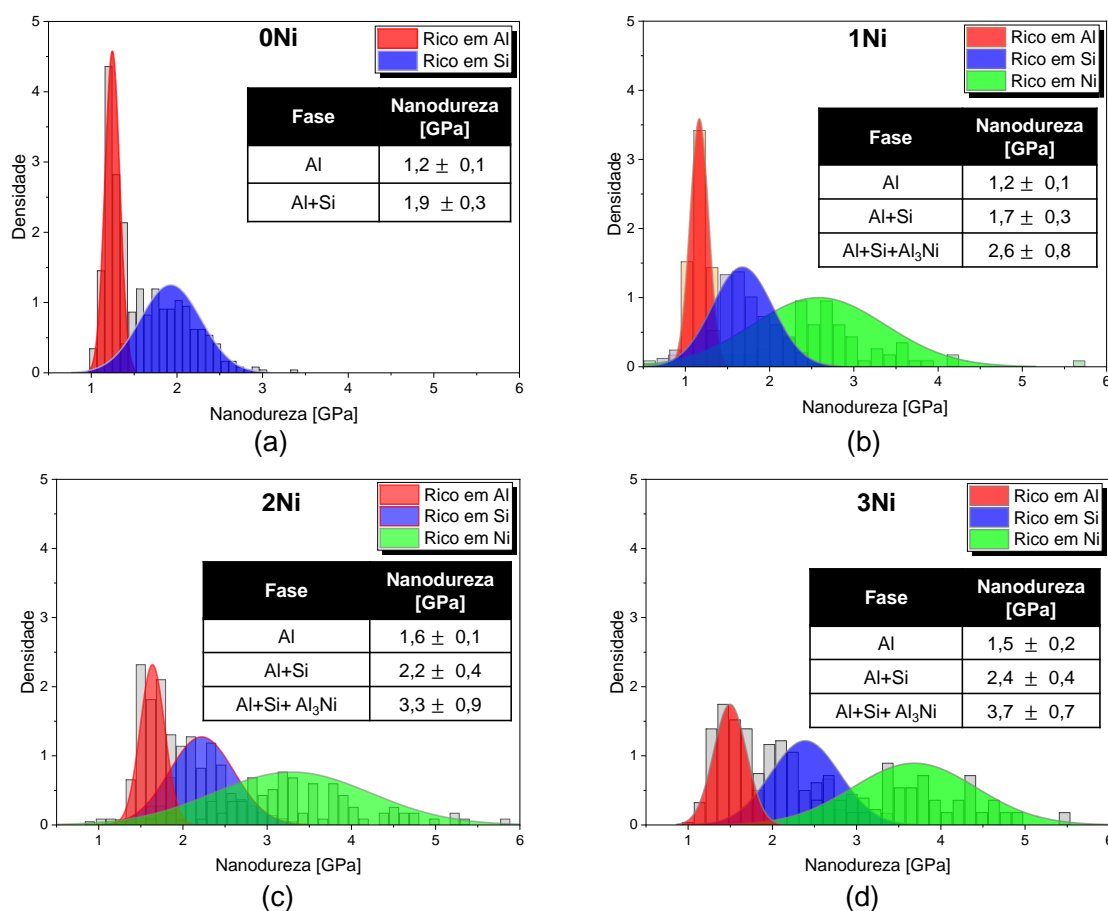 0Ni
Rico em Al
Rico em Si
Fase Nanodureza [GPa]
Al 1,2 ± 0,1
Al+Si 1,9 ± 0,3
Densidade
5
4
3
2
1
0
1 2 3 4 5 6
Nanodureza [GPa]
(a)
1Ni
Rico em Al
Rico em Si
Rico em Ni
Fase Nanodureza [GPa]
Al 1,2 ± 0,1
Al+Si 1,7 ± 0,3
Al+Si+Al₃Ni 2,6 ± 0,8
Densidade
5
4
3
2
1
0
1 2 3 4 5 6
Nanodureza [GPa]
(b)
2Ni
Rico em Al
Rico em Si
Rico em Ni
Fase Nanodureza [GPa]
Al 1,6 ± 0,1
Al+Si 2,2 ± 0,4
Al+Si+ Al₃Ni 3,3 ± 0,9
Densidade
5
4
3
2
1
0
1 2 3 4 5 6
Nanodureza [GPa]
(c)
3Ni
Rico em Al
Rico em Si
Rico em Ni
Fase Nanodureza [GPa]
Al 1,5 ± 0,2
Al+Si 2,4 ± 0,4
Al+Si+ Al₃Ni 3,7 ± 0,7
Densidade
5
4
3
2
1
0
1 2 3 4 5 6
Nanodureza [GPa]
(d)